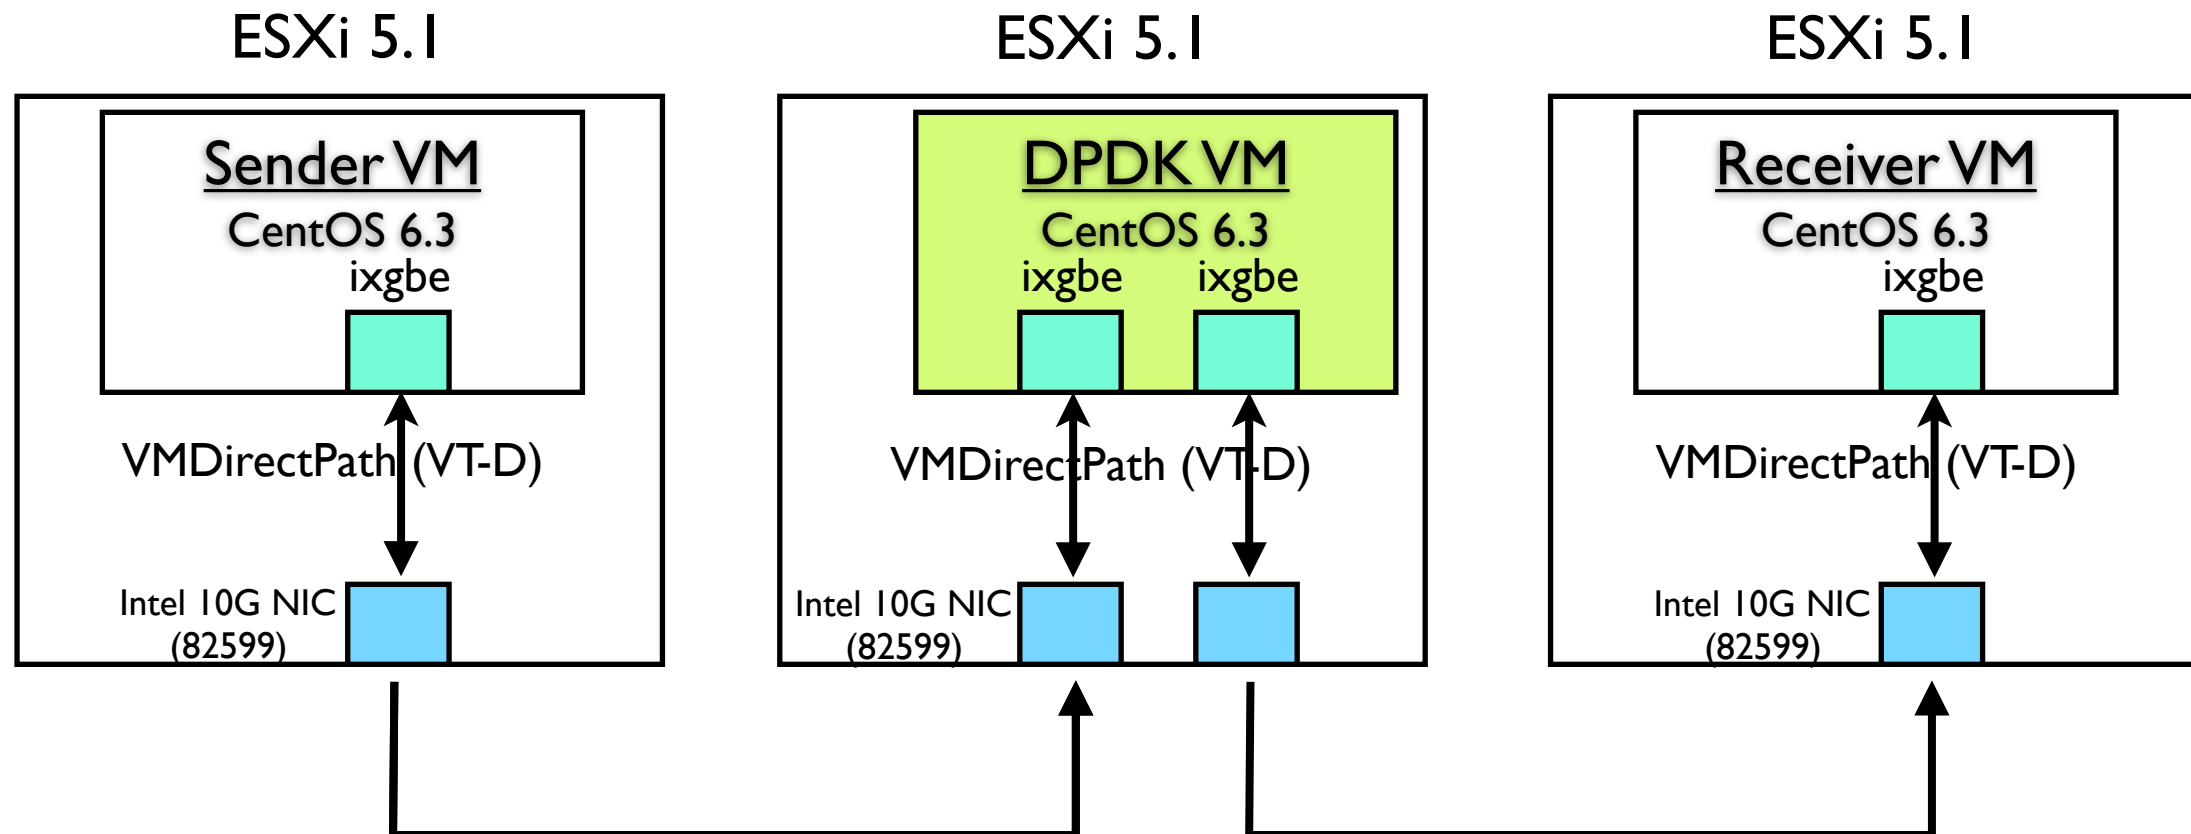 ESXi 5.1
Sender VM
CentOS 6.3
ixgbe
VMDirectPath (VT-D)
Intel 10G NIC
(82599)
ESXi 5.1
DPDK VM
CentOS 6.3
ixgbe ixgbe
VMDirectPath (VT-D)
Intel 10G NIC
(82599)
ESXi 5.1
Receiver VM
CentOS 6.3
ixgbe
VMDirectPath (VT-D)
Intel 10G NIC
(82599)